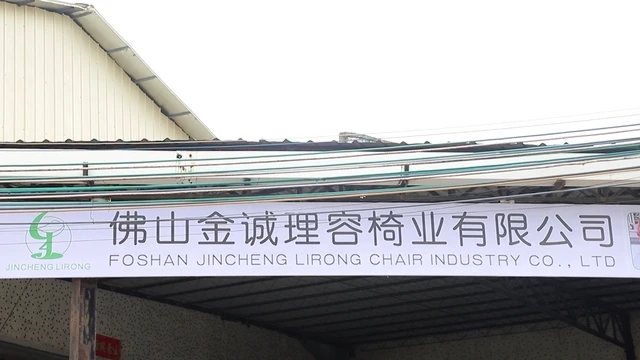 佛山金诚理容椅业有限公司
FOSHAN JINCHENG LIRONG CHAIR INDUSTRY CO., LTD
JINCHENG LIRONG